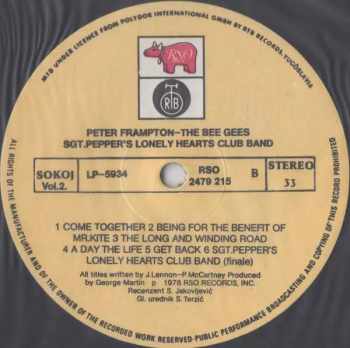 MFD UNDER LICENCE FROM POLYDOR INTERNATIONAL GMBH BY RTB RECORDS, YUGOSLAVIA
RSO
RTB
PETER FRAMPTON-THE BEE GEES
SGT.PEPPER'S LONELY HEARTS CLUB BAND
SOKOJ
Vol.2.
LP-5934
RSO
2479 215
B
STEREO
33
1 COME TOGETHER 2 BEING FOR THE BENEFIT OF
MR.KITE 3 THE LONG AND WINDING ROAD
4 A DAY THE LIFE 5 GET BACK 6 SGT.PEPPER'S
LONELY HEARTS CLUB BAND (finale)
All titles written by J.Lennon-P McCartney Produced
by George Martin p 1978 RSO RECORDS, INC.
Recenzent S. Jakovljević
Gl. urednik S. Terzić
ALL RIGHTS OF THE MANUFACTURER AND OF THE OWNER OF THE RECORDED WORK RESERVED-PUBLIC PERFORMANCE BROADCASTING AND COPYING OF THIS RECORD PROHIBITED